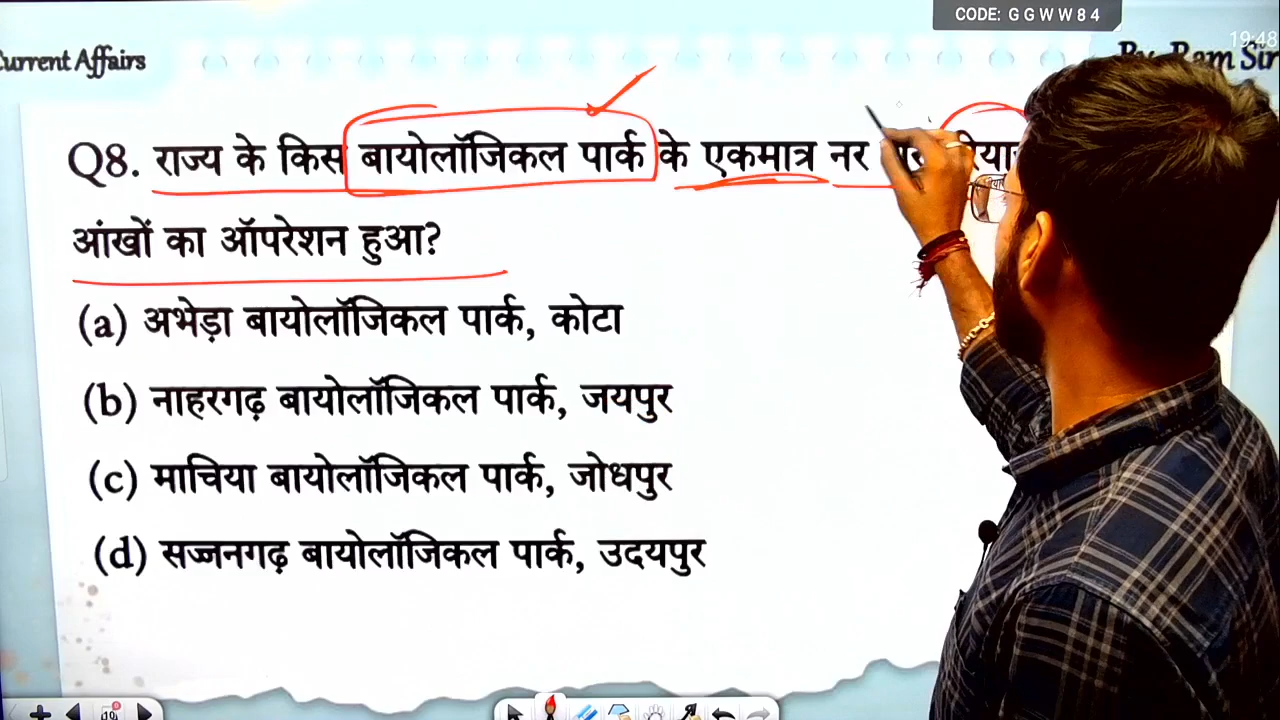 CODE: G G W W 8 4
19:48
Current Affairs
By Ram Sir
Q8. राज्य के किस बायोलॉजिकल पार्क के एकमात्र नर
आंखों का ऑपरेशन हुआ?
(a) अभेड़ा बायोलॉजिकल पार्क, कोटा
(b) नाहरगढ़ बायोलॉजिकल पार्क, जयपुर
(c) माचिया बायोलॉजिकल पार्क, जोधपुर
(d) सज्जनगढ़ बायोलॉजिकल पार्क, उदयपुर